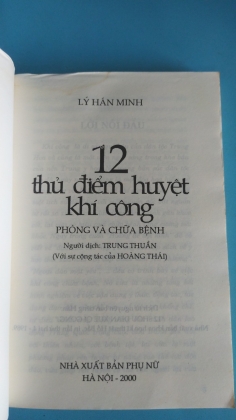 LÝ HÁN MINH
12
thủ điểm huyệt
khí công
PHÒNG VÀ CHỮA BỆNH
Người dịch: TRUNG THUẦN
(Với sự cộng tác của HOÀNG THÁI)
NHÀ XUẤT BẢN PHỤ NỮ
HÀ NỘI - 2000